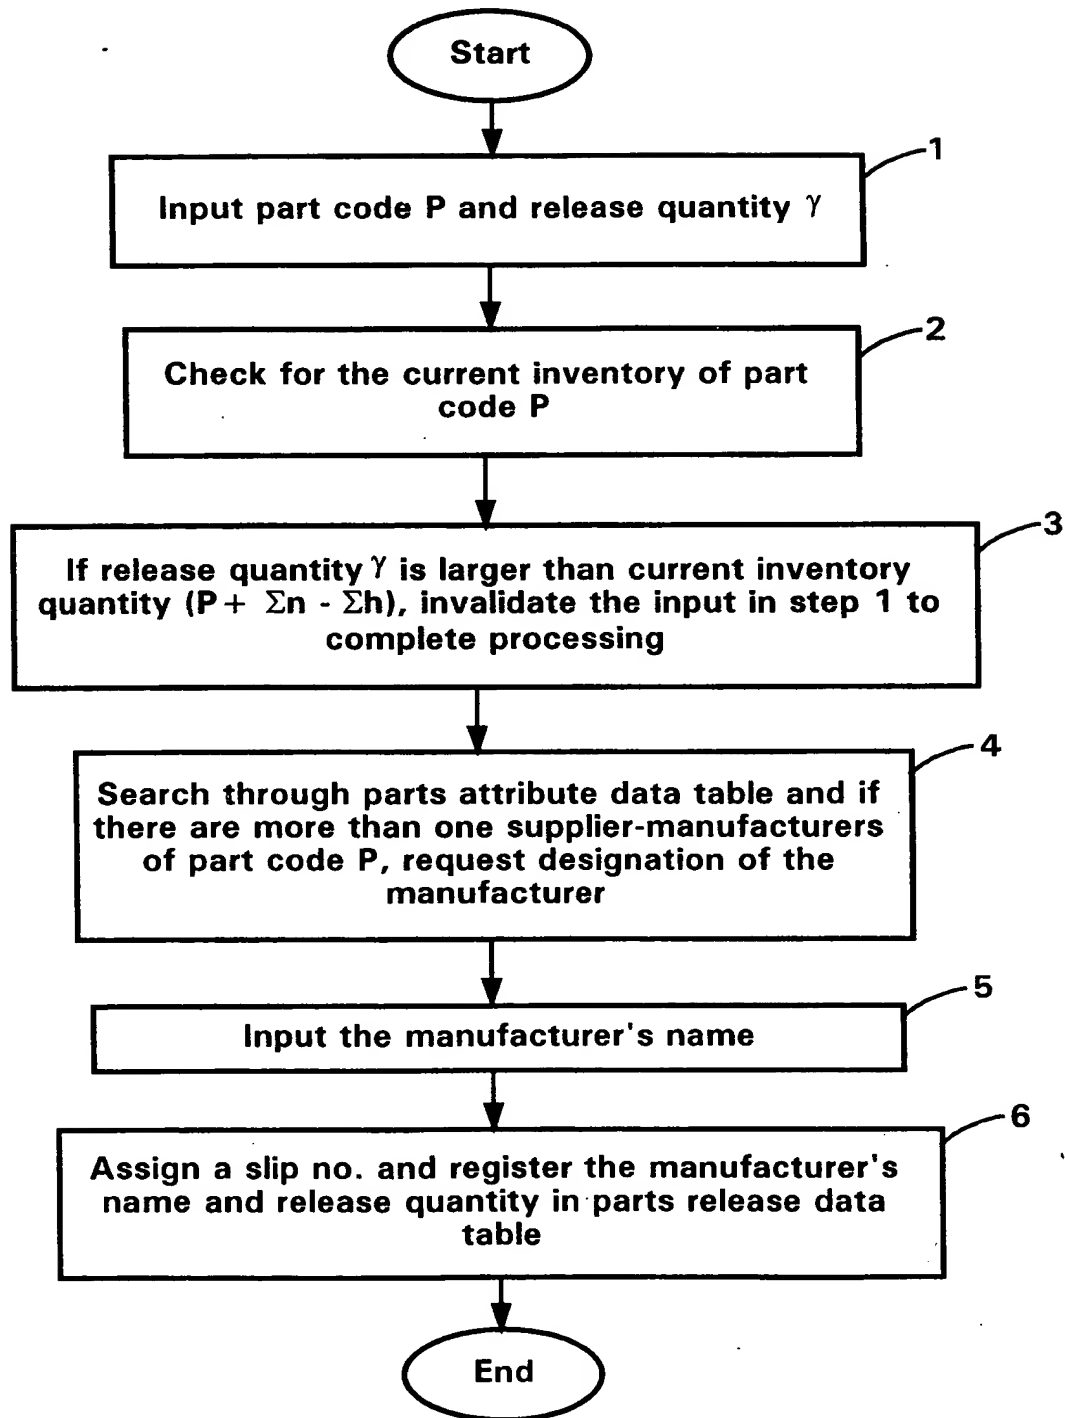 Start
1
Input part code P and release quantity γ
2
Check for the current inventory of part
code P
3
If release quantity γ is larger than current inventory
quantity (P + Σn - Σh), invalidate the input in step 1 to
complete processing
4
Search through parts attribute data table and if
there are more than one supplier-manufacturers
of part code P, request designation of the
manufacturer
5
Input the manufacturer's name
6
Assign a slip no. and register the manufacturer's
name and release quantity in parts release data
table
End